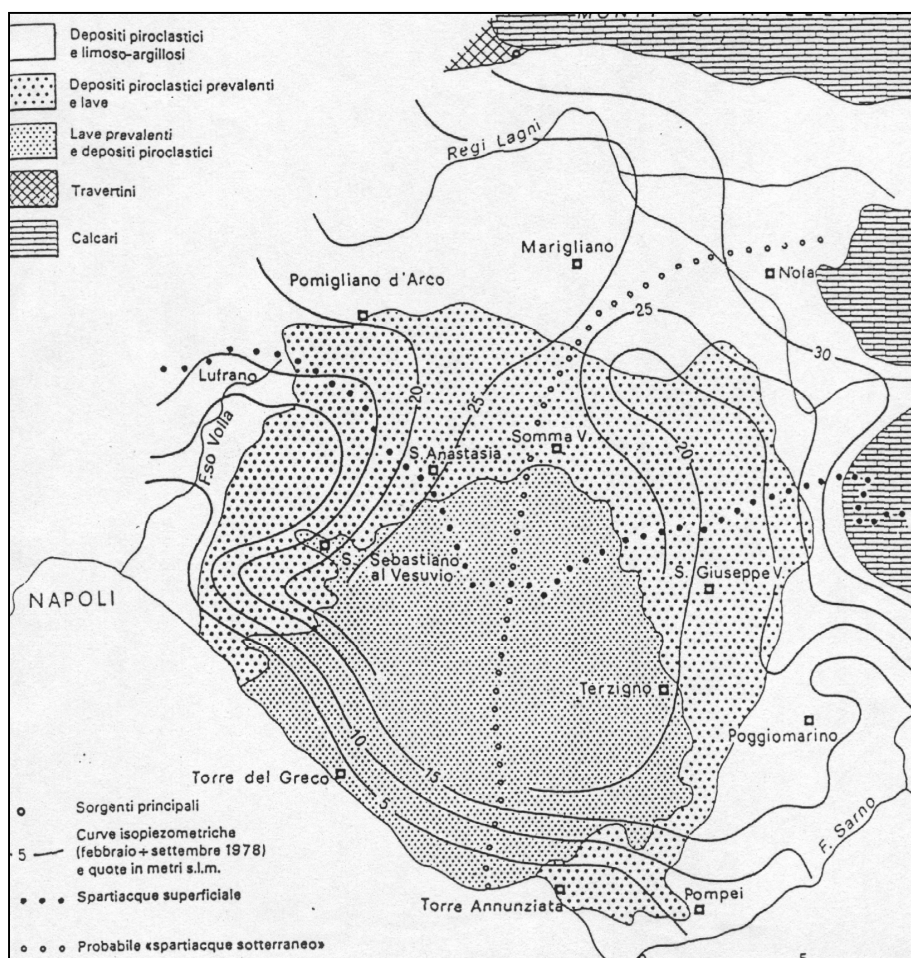 Depositi piroclastici
e limoso-argillosi
Depositi piroclastici prevalenti
e lave
Lave prevalenti
e depositi piroclastici
Travertini
Calcari
Regi Lagni
Marigliano
Nola
Pomigliano d'Arco
25
30
Lufrano
20
25
F.so Volla
S. Anastasia
Somma V.
20
S. Sebastiano
al Vesuvio
S. Giuseppe V.
NAPOLI
Terzigno
Poggiomarino
10
15
5
Torre del Greco
F. Sarno
Sorgenti principali
5
Curve isopiezometriche
(febbraio÷settembre 1978)
e quote in metri s.l.m.
Spartiacque superficiale
Torre Annunziata
Pompei
Probabile «spartiacque sotterraneo»
5